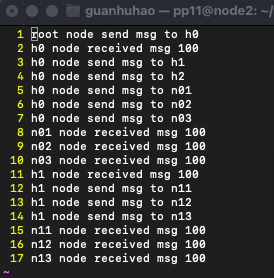 guanhuhao — pp11@node2: ~/
1 root node send msg to h0
2 h0 node received msg 100
3 h0 node send msg to h1
4 h0 node send msg to h2
5 h0 node send msg to n01
6 h0 node send msg to n02
7 h0 node send msg to n03
8 n01 node received msg 100
9 n02 node received msg 100
10 n03 node received msg 100
11 h1 node received msg 100
12 h1 node send msg to n11
13 h1 node send msg to n12
14 h1 node send msg to n13
15 n11 node received msg 100
16 n12 node received msg 100
17 n13 node received msg 100
~